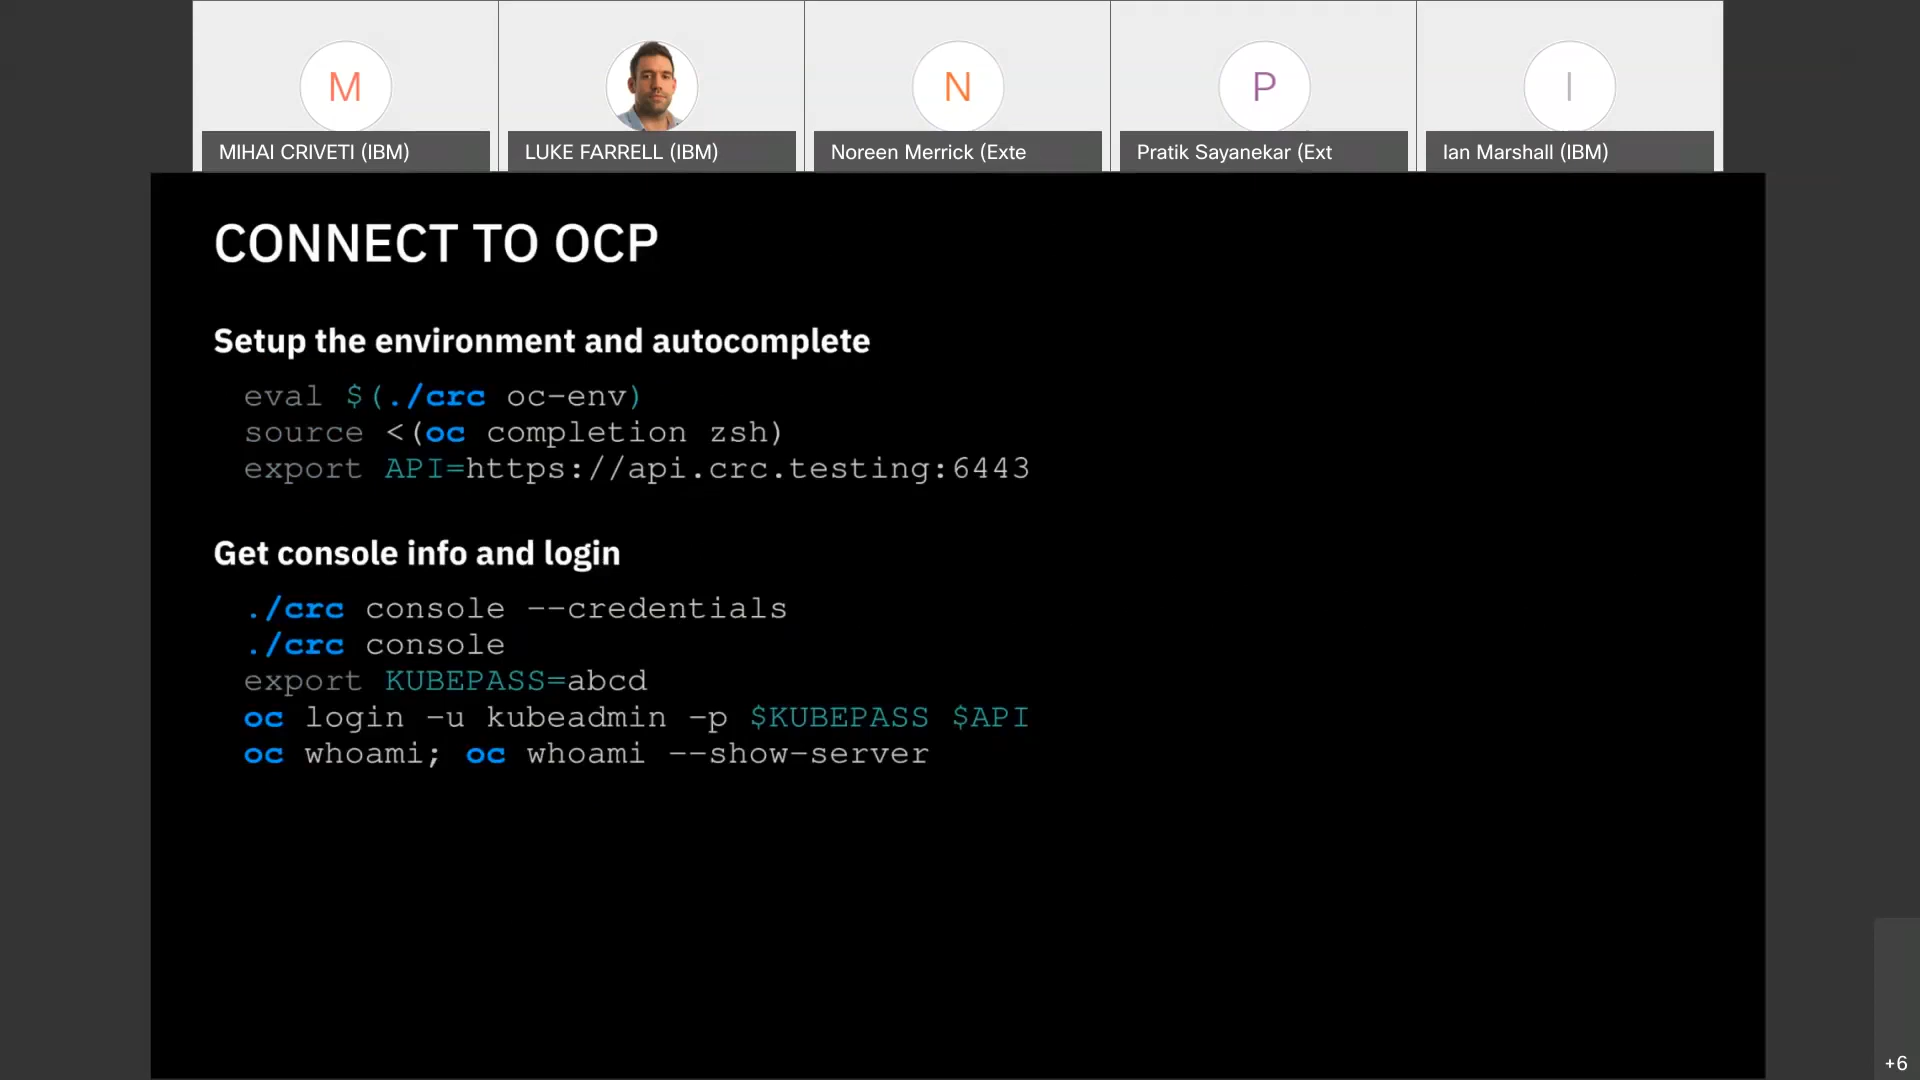 M
N
P
I
MIHAI CRIVETI (IBM)
LUKE FARRELL (IBM)
Noreen Merrick (Exte
Pratik Sayanekar (Ext
Ian Marshall (IBM)
CONNECT TO OCP
Setup the environment and autocomplete
eval $(./crc oc-env)
source <(oc completion zsh)
export API=https://api.crc.testing:6443
Get console info and login
./crc console --credentials
./crc console
export KUBEPASS=abcd
oc login -u kubeadmin -p $KUBEPASS $API
oc whoami; oc whoami --show-server
+6